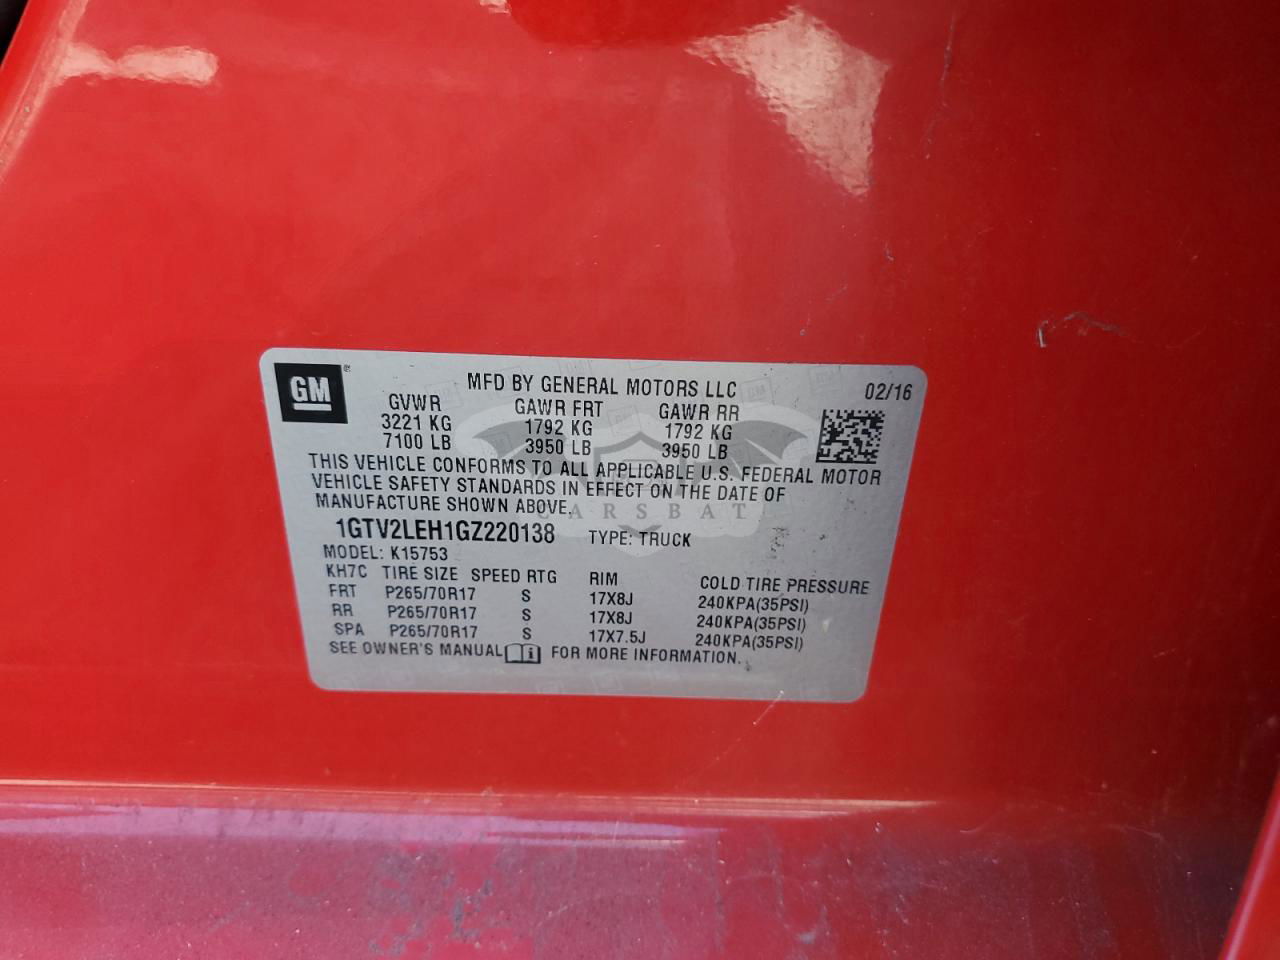 GM
MFD BY GENERAL MOTORS LLC 02/16
GVWR GAWR FRT GAWR RR
3221 KG 1792 KG 1792 KG
7100 LB 3950 LB 3950 LB
THIS VEHICLE CONFORMS TO ALL APPLICABLE U.S. FEDERAL MOTOR
VEHICLE SAFETY STANDARDS IN EFFECT ON THE DATE OF
MANUFACTURE SHOWN ABOVE.
CARSBAT
1GTV2LEH1GZ220138 TYPE: TRUCK
MODEL: K15753
KH7C TIRE SIZE SPEED RTG RIM COLD TIRE PRESSURE
FRT P265/70R17 S 17X8J 240KPA(35PSI)
RR P265/70R17 S 17X8J 240KPA(35PSI)
SPA P265/70R17 S 17X7.5J 240KPA(35PSI)
SEE OWNER'S MANUAL FOR MORE INFORMATION.